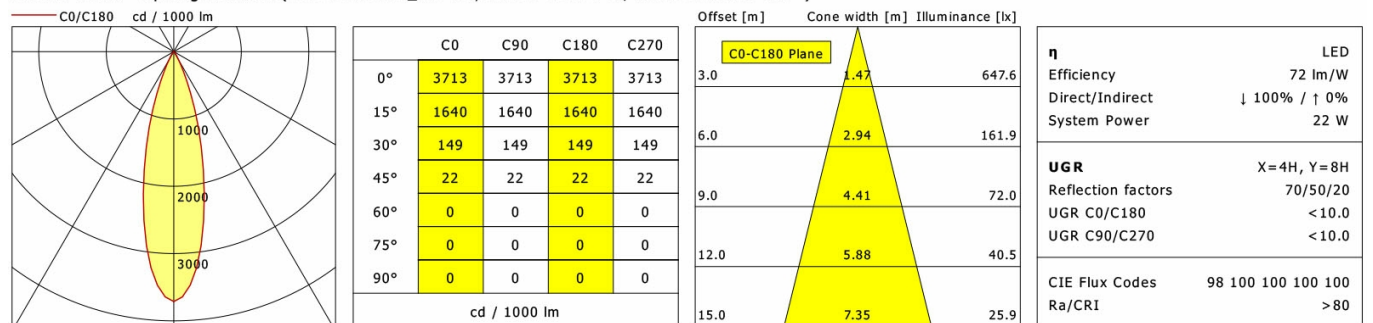 C0/C180 cd / 1000 lm
1000
2000
3000
C0 C90 C180 C270
0° 3713 3713 3713 3713
15° 1640 1640 1640 1640
30° 149 149 149 149
45° 22 22 22 22
60° 0 0 0 0
75° 0 0 0 0
90° 0 0 0 0
cd / 1000 lm
Offset [m] Cone width [m] Illuminance [lx]
C0-C180 Plane
3.0 1.47 647.6
6.0 2.94 161.9
9.0 4.41 72.0
12.0 5.88 40.5
15.0 7.35 25.9
η LED
Efficiency 72 lm/W
Direct/Indirect ↓ 100% / ↑ 0%
System Power 22 W
UGR X=4H, Y=8H
Reflection factors 70/50/20
UGR C0/C180 <10.0
UGR C90/C270 <10.0
CIE Flux Codes 98 100 100 100 100
Ra/CRI >80